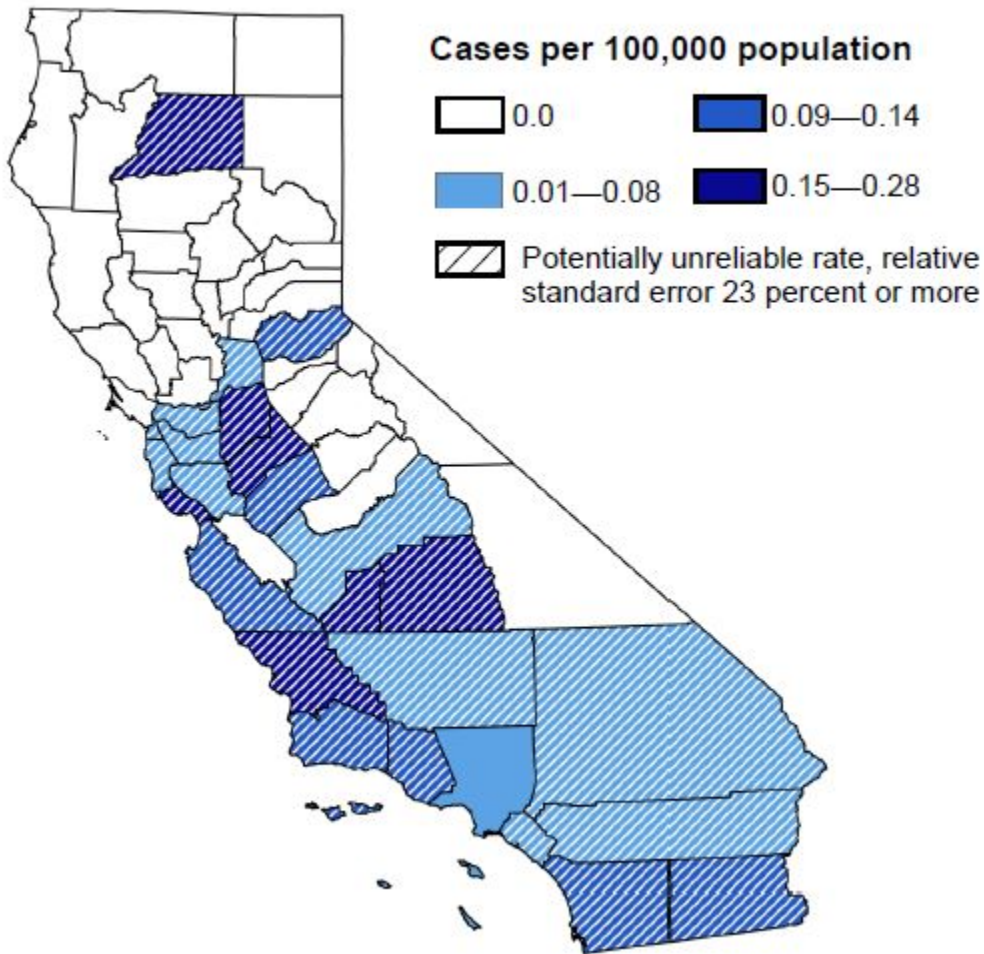 Cases per 100,000 population
0.0
0.09—0.14
0.01—0.08
0.15—0.28
Potentially unreliable rate, relative
standard error 23 percent or more